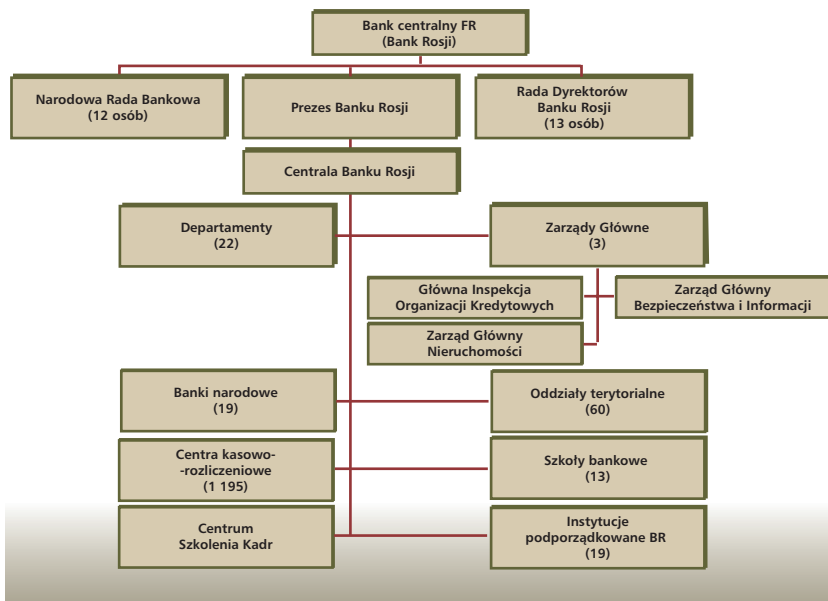 Bank centralny FR
(Bank Rosji)
Narodowa Rada Bankowa
(12 osób)
Prezes Banku Rosji
Rada Dyrektorów
Banku Rosji
(13 osób)
Centrala Banku Rosji
Departamenty
(22)
Zarządy Główne
(3)
Główna Inspekcja
Organizacji Kredytowych
Zarząd Główny
Bezpieczeństwa i Informacji
Zarząd Główny
Nieruchomości
Banki narodowe
(19)
Oddziały terytorialne
(60)
Centra kasowo-
-rozliczeniowe
(1 195)
Szkoły bankowe
(13)
Centrum
Szkolenia Kadr
Instytucje
podporządkowane BR
(19)